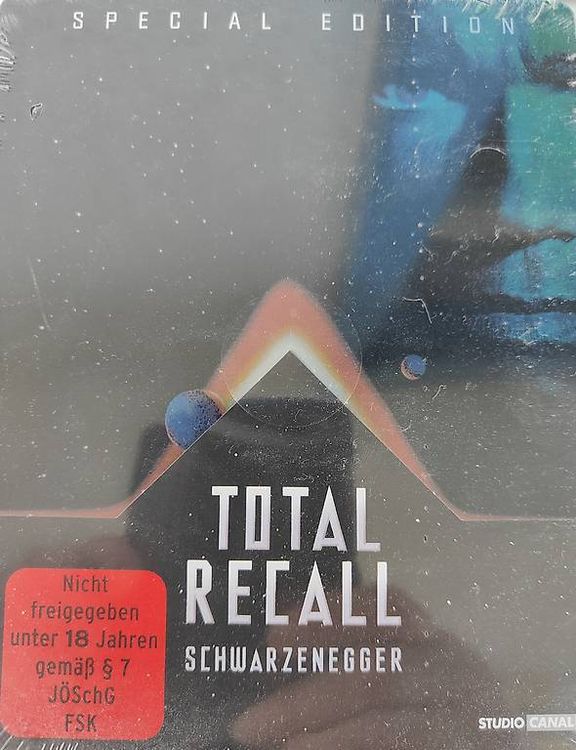 SPECIAL EDITION
TOTAL
RECALL
SCHWARZENEGGER
Nicht
freigegeben
unter 18 Jahren
gemäß § 7
JÖSchG
FSK
STUDIO CANAL